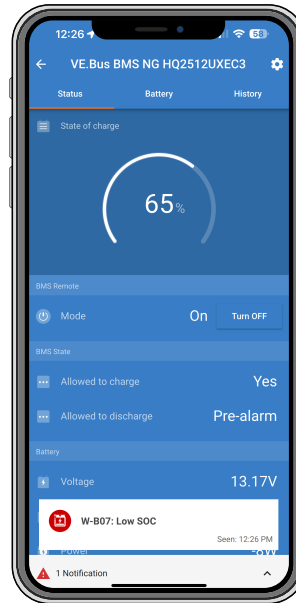 12:26
58
VE.Bus BMS NG HQ2512UXEC3
Status Battery History
State of charge
65%
BMS Remote
Mode On Turn OFF
BMS State
Allowed to charge Yes
Allowed to discharge Pre-alarm
Battery
Voltage 13.17V
W-B07: Low SOC
Seen: 12:26 PM
Power -8W
1 Notification